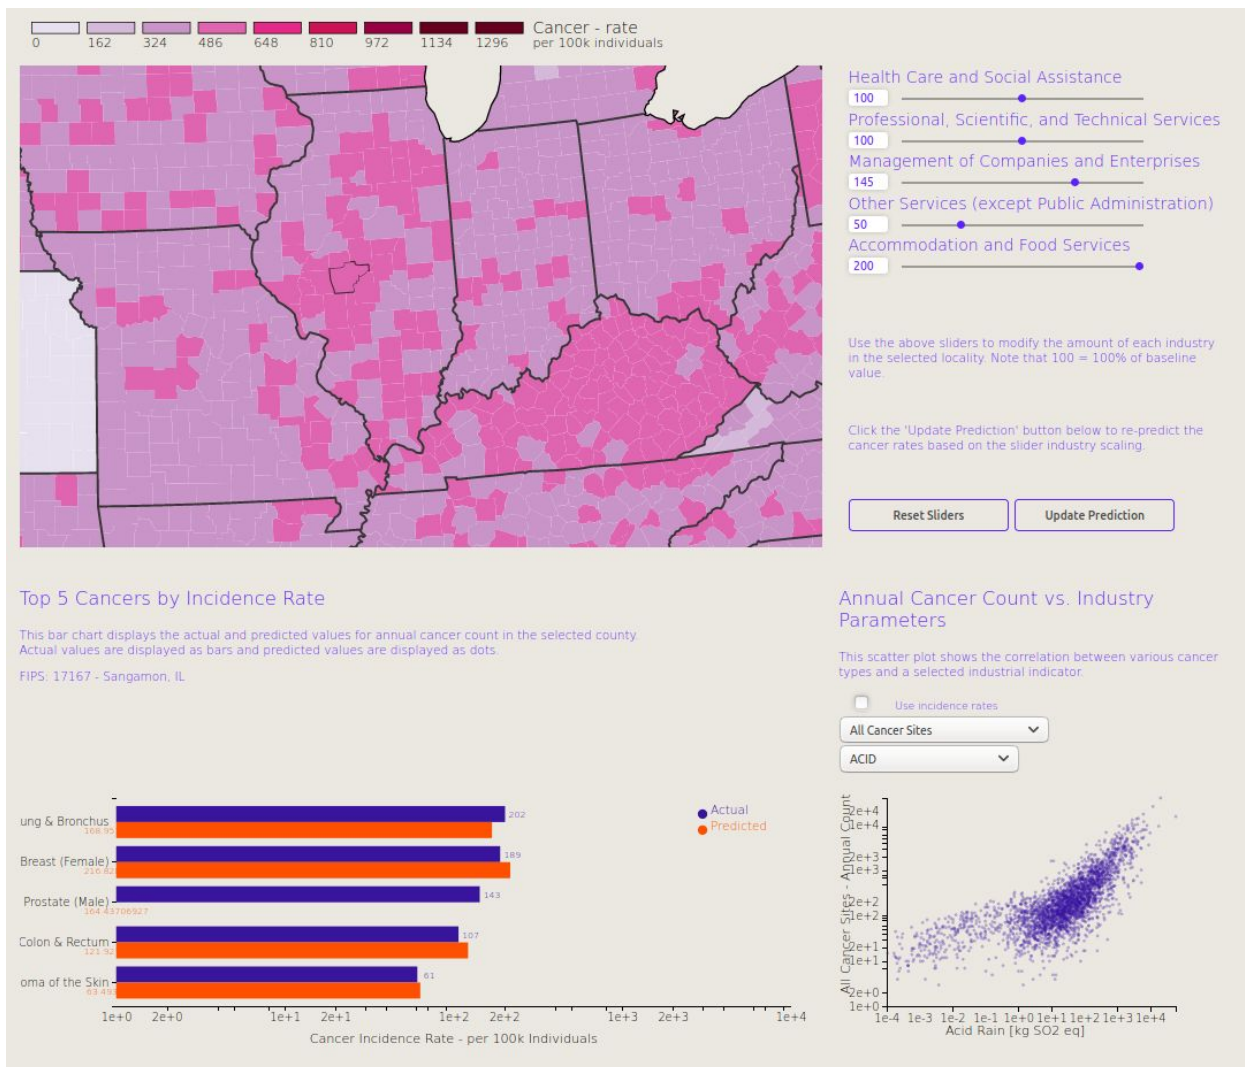 Cancer - rate
0 162 324 486 648 810 972 1134 1296 per 100k individuals
Health Care and Social Assistance
100
Professional, Scientific, and Technical Services
100
Management of Companies and Enterprises
145
Other Services (except Public Administration)
50
Accommodation and Food Services
200
Use the above sliders to modify the amount of each industry
in the selected locality. Note that 100 = 100% of baseline
value.
Click the 'Update Prediction' button below to re-predict the
cancer rates based on the slider industry scaling.
Reset Sliders Update Prediction
Top 5 Cancers by Incidence Rate
This bar chart displays the actual and predicted values for annual cancer count in the selected county.
Actual values are displayed as bars and predicted values are displayed as dots.
FIPS: 17167 - Sangamon, IL
ung & Bronchus
168.95
202
Breast (Female)
216.82
189
Prostate (Male)
164.43706927
143
Colon & Rectum
121.92
107
oma of the Skin
63.49
61
Actual
Predicted
1e+0 2e+0 1e+1 2e+1 1e+2 2e+2 1e+3 2e+3 1e+4
Cancer Incidence Rate - per 100k Individuals
Annual Cancer Count vs. Industry
Parameters
This scatter plot shows the correlation between various cancer
types and a selected industrial indicator.
Use incidence rates
All Cancer Sites
ACID
All Cancer Sites - Annual Count
2e+4
1e+4
2e+3
1e+3
2e+2
1e+2
2e+1
1e+1
2e+0
1e+0
1e-4 1e-3 1e-2 1e-1 1e+0 1e+1 1e+2 1e+3 1e+4
Acid Rain [kg SO2 eq]